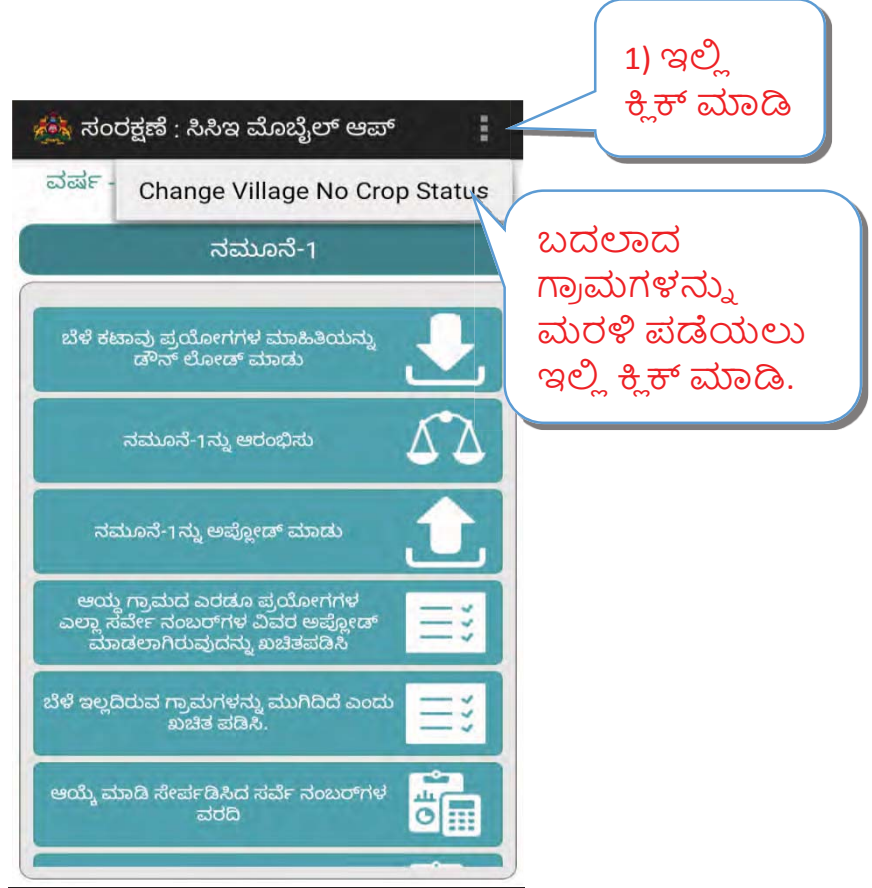 1) ಇಲ್ಲಿ
ಕ್ಲಿಕ್ ಮಾಡಿ
ಸಂರಕ್ಷಣೆ : ಸಿಸಿಇ ಮೊಬೈಲ್ ಆಪ್
ವರ್ಷ -
Change Village No Crop Status
ಬದಲಾದ
ಗ್ರಾಮಗಳನ್ನು
ಮರಳಿ ಪಡೆಯಲು
ಇಲ್ಲಿ ಕ್ಲಿಕ್ ಮಾಡಿ.
ನಮೂನೆ-1
ಬೆಳೆ ಕಟಾವು ಪ್ರಯೋಗಗಳ ಮಾಹಿತಿಯನ್ನು
ಡೌನ್ ಲೋಡ್ ಮಾಡು
ನಮೂನೆ-1ನ್ನು ಆರಂಭಿಸು
ನಮೂನೆ-1ನ್ನು ಅಪ್ಲೋಡ್ ಮಾಡು
ಆಯ್ದ ಗ್ರಾಮದ ಎರಡೂ ಪ್ರಯೋಗಗಳ
ಎಲ್ಲಾ ಸರ್ವೇ ನಂಬರ್‌ಗಳ ವಿವರ ಅಪ್ಲೋಡ್
ಮಾಡಲಾಗಿರುವುದನ್ನು ಖಚಿತಪಡಿಸಿ
ಬೆಳೆ ಇಲ್ಲದಿರುವ ಗ್ರಾಮಗಳನ್ನು ಮುಗಿದಿದೆ ಎಂದು
ಖಚಿತ ಪಡಿಸಿ.
ಆಯ್ಕೆ ಮಾಡಿ ಸೇರ್ಪಡಿಸಿದ ಸರ್ವೆ ನಂಬರ್‌ಗಳ
ವರದಿ